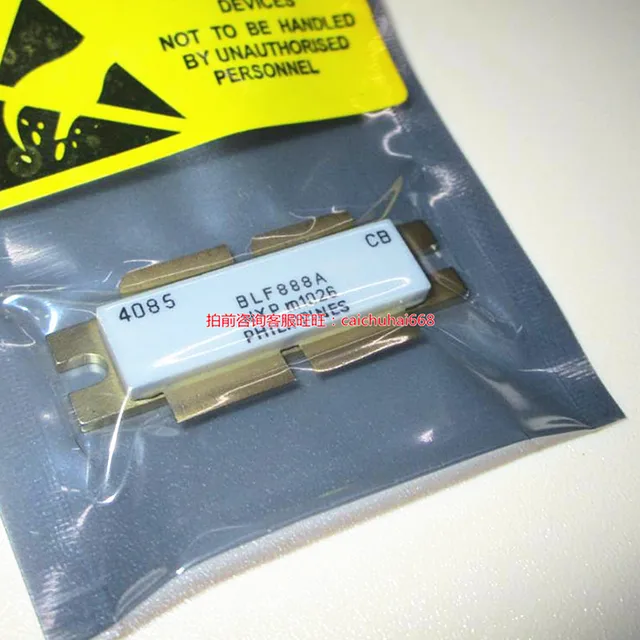 DEVICES
NOT TO BE HANDLED
BY UNAUTHORISED
PERSONNEL
CB
4085
BLF888A
m1026
拍前咨询客服旺旺：caichuhai668